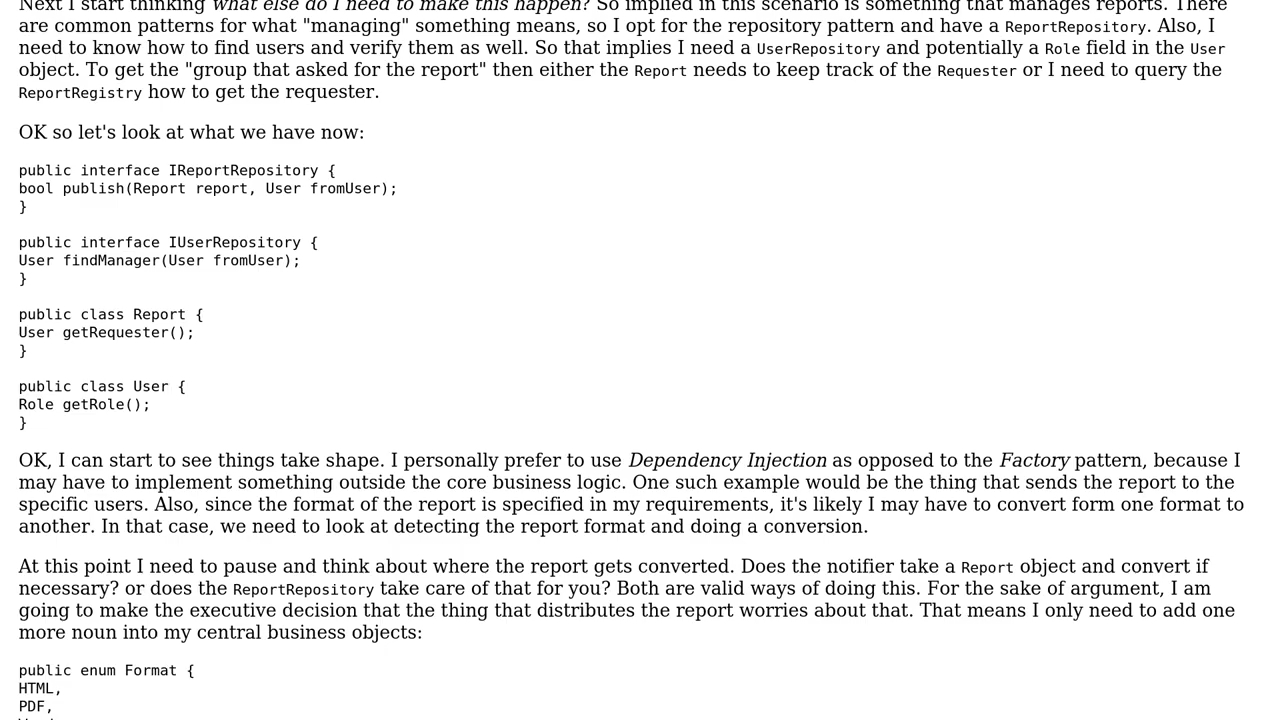 Next I start thinking what else do I need to make this happen? So implied in this scenario is something that manages reports. There
are common patterns for what "managing" something means, so I opt for the repository pattern and have a ReportRepository. Also, I
need to know how to find users and verify them as well. So that implies I need a UserRepository and potentially a Role field in the User
object. To get the "group that asked for the report" then either the Report needs to keep track of the Requester or I need to query the
ReportRegistry how to get the requester.
OK so let's look at what we have now:
public interface IReportRepository {
bool publish(Report report, User fromUser);
}
public interface IUserRepository {
User findManager(User fromUser);
}
public class Report {
User getRequester();
}
public class User {
Role getRole();
}
OK, I can start to see things take shape. I personally prefer to use Dependency Injection as opposed to the Factory pattern, because I
may have to implement something outside the core business logic. One such example would be the thing that sends the report to the
specific users. Also, since the format of the report is specified in my requirements, it's likely I may have to convert form one format to
another. In that case, we need to look at detecting the report format and doing a conversion.
At this point I need to pause and think about where the report gets converted. Does the notifier take a Report object and convert if
necessary? or does the ReportRepository take care of that for you? Both are valid ways of doing this. For the sake of argument, I am
going to make the executive decision that the thing that distributes the report worries about that. That means I only need to add one
more noun into my central business objects:
public enum Format {
HTML,
PDF,